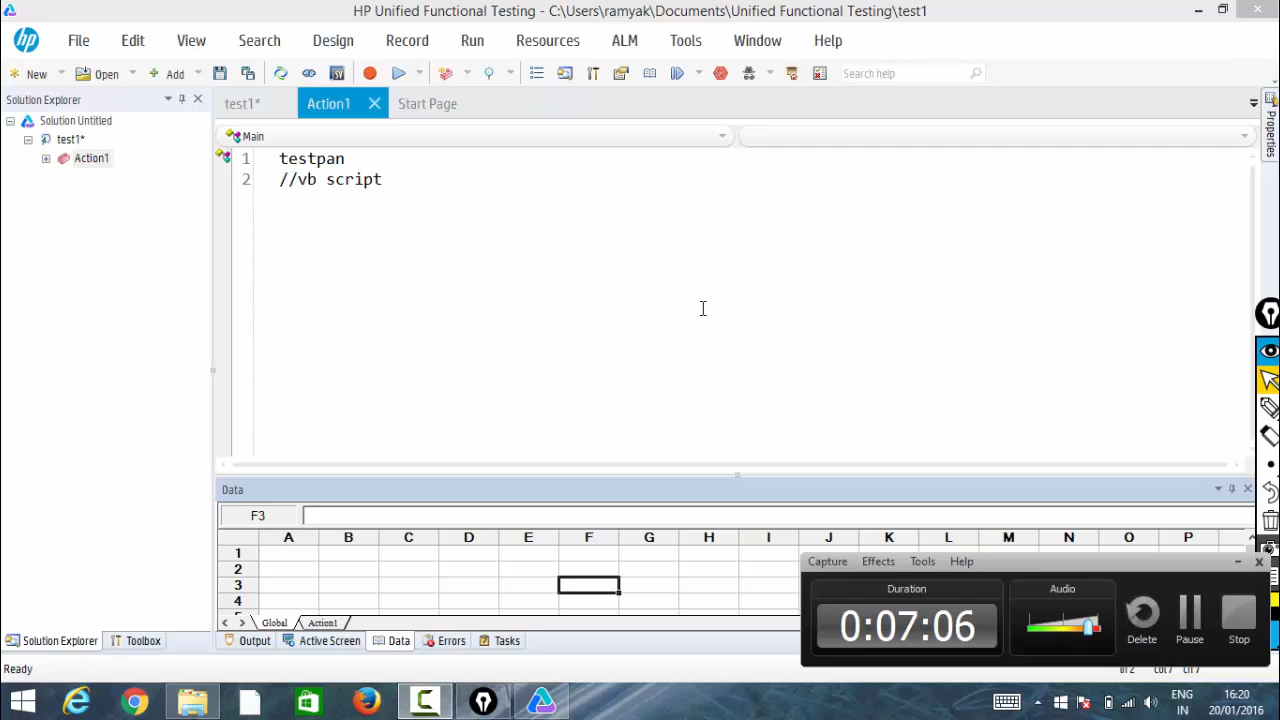 HP Unified Functional Testing - C:\Users\ramyak\Documents\Unified Functional Testing\test1
hp File Edit View Search Design Record Run Resources ALM Tools Window Help
New Open Add Search help
Solution Explorer
test1* Action1 Start Page
Properties
Solution Untitled
test1*
Action1
Main
1 testpan
2 //vb script
Data
F3
A B C D E F G H I J K L M N O P
1
2
3
4
Global Action1
Solution Explorer Toolbox Output Active Screen Data Errors Tasks
Ready
Capture Effects Tools Help
Duration Audio
0:07:06
Delete Pause Stop
ENG 16:20
IN 20/01/2016